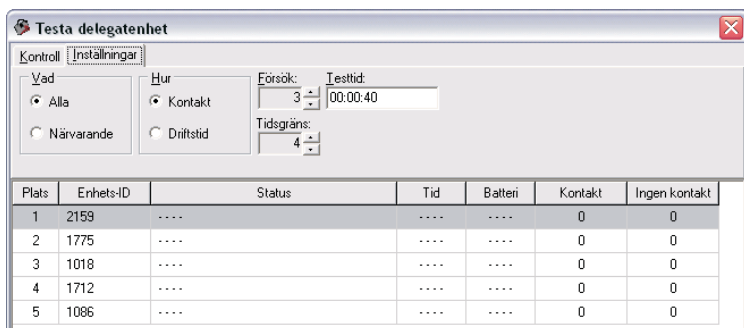 Testa delegatenhet
Kontroll Inställningar
Vad Hur Försök: Testtid:
Alla Kontakt 3 00:00:40
Tidsgräns:
Närvarande Driftstid 4
Plats Enhets-ID Status Tid Batteri Kontakt Ingen kontakt
1 2159 ---- ---- ---- 0 0
2 1775 ---- ---- ---- 0 0
3 1018 ---- ---- ---- 0 0
4 1712 ---- ---- ---- 0 0
5 1086 ---- ---- ---- 0 0